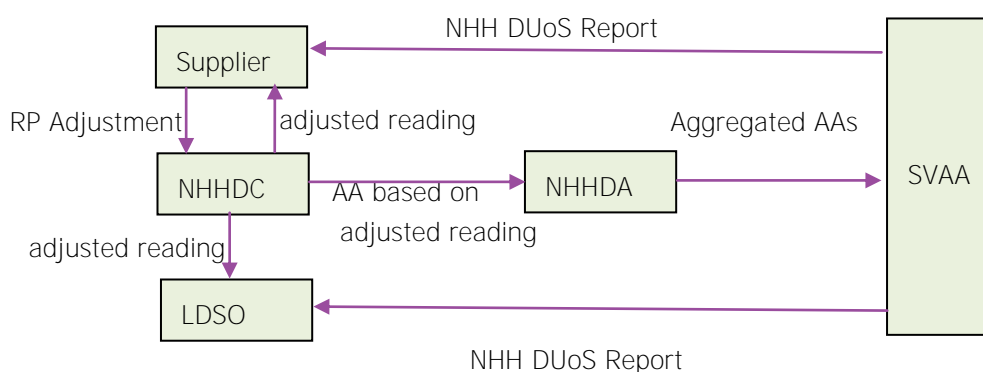 NHH DUoS Report
Supplier
RP Adjustment
adjusted reading
Aggregated AAs
NHHDC
AA based on
adjusted reading
NHHDA
SVAA
adjusted reading
LDSO
NHH DUoS Report